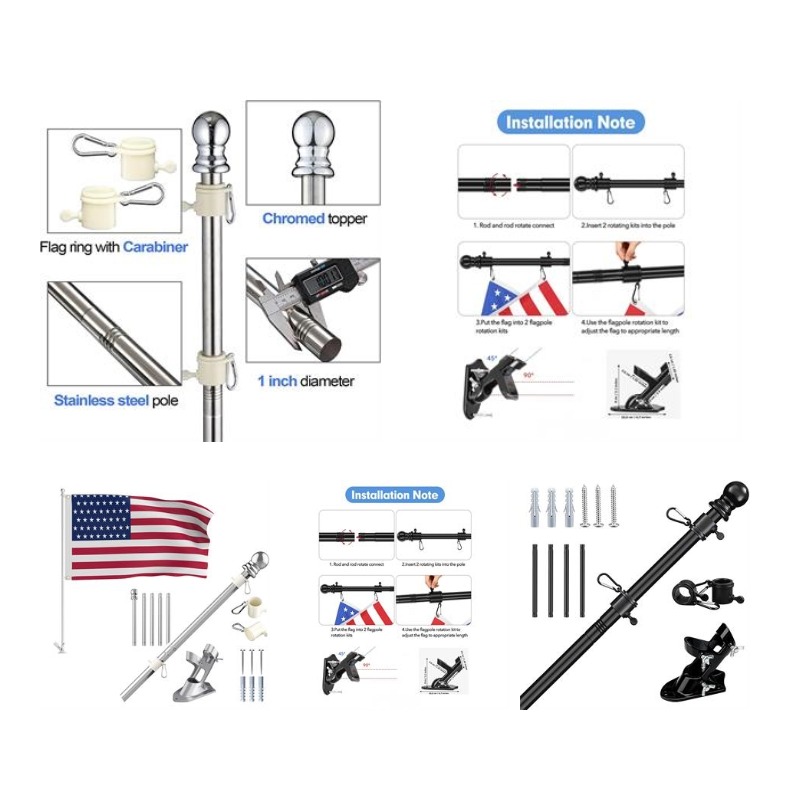 Installation Note
Flag ring with Carabiner
Chromed topper
1. Rod and rod rotate connect
2.Insert 2 rotating kits into the pole
3.Put the flag into 2 flagpole
rotation kits
4.Use the flagpole rotation kit to
adjust the flag to appropriate length
Stainless steel pole
1 inch diameter
45°
90°
Installation Note
1. Rod and rod rotate connect
2.Insert 2 rotating kits into the pole
3.Put the flag into 2 flagpole
rotation kits
4.Use the flagpole rotation kit to
adjust the flag to appropriate length
45°
90°